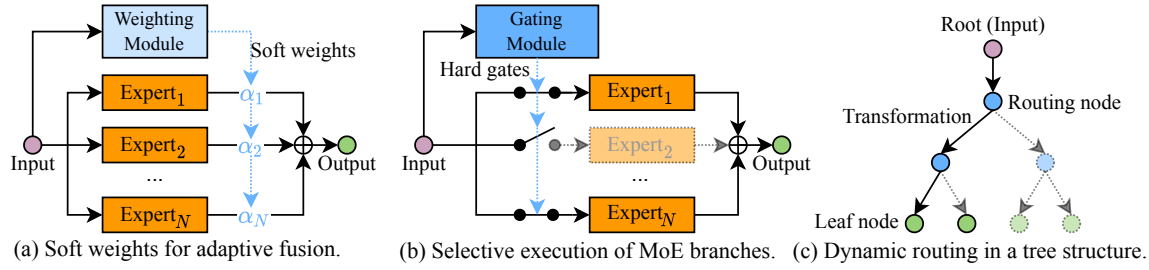 Weighting
Module
Soft weights
Expert1
α1
Expert2
α2
...
ExpertN
αN
Input
Output
(a) Soft weights for adaptive fusion.
Gating
Module
Hard gates
Expert1
Expert2
...
ExpertN
Input
Output
(b) Selective execution of MoE branches.
Root (Input)
Routing node
Transformation
Leaf node
(c) Dynamic routing in a tree structure.